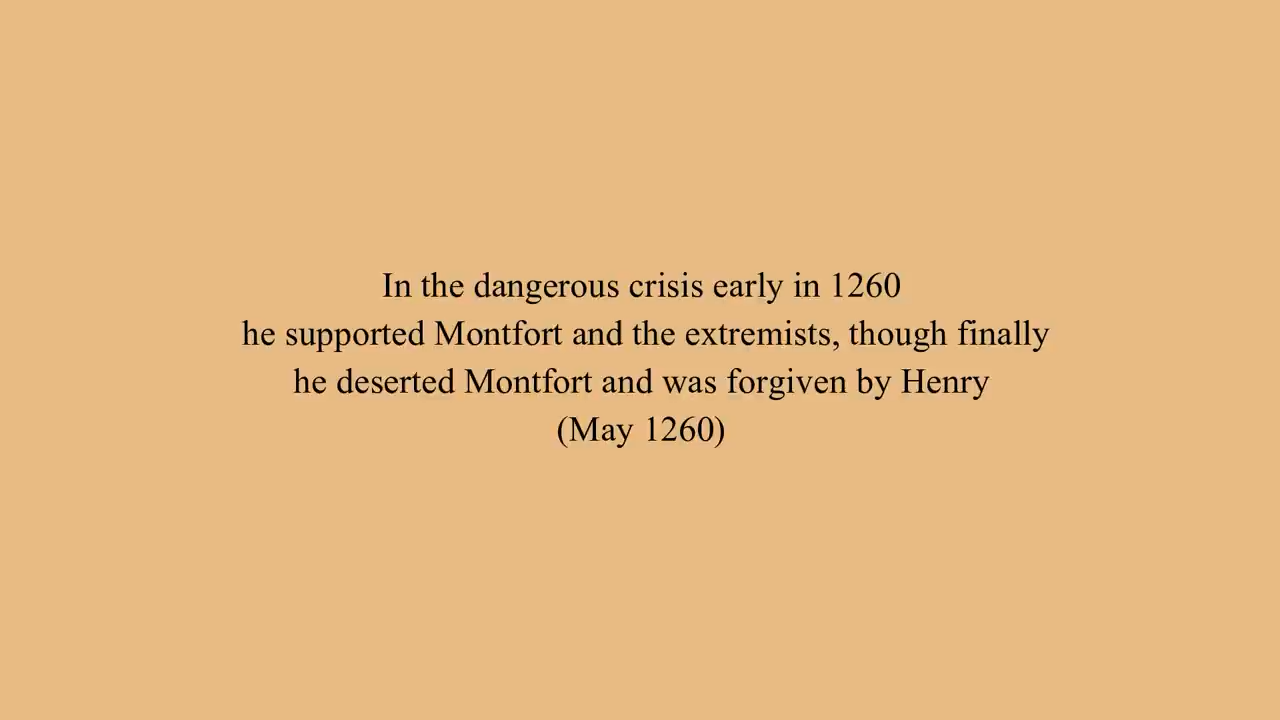 In the dangerous crisis early in 1260
he supported Montfort and the extremists, though finally
he deserted Montfort and was forgiven by Henry
(May 1260)